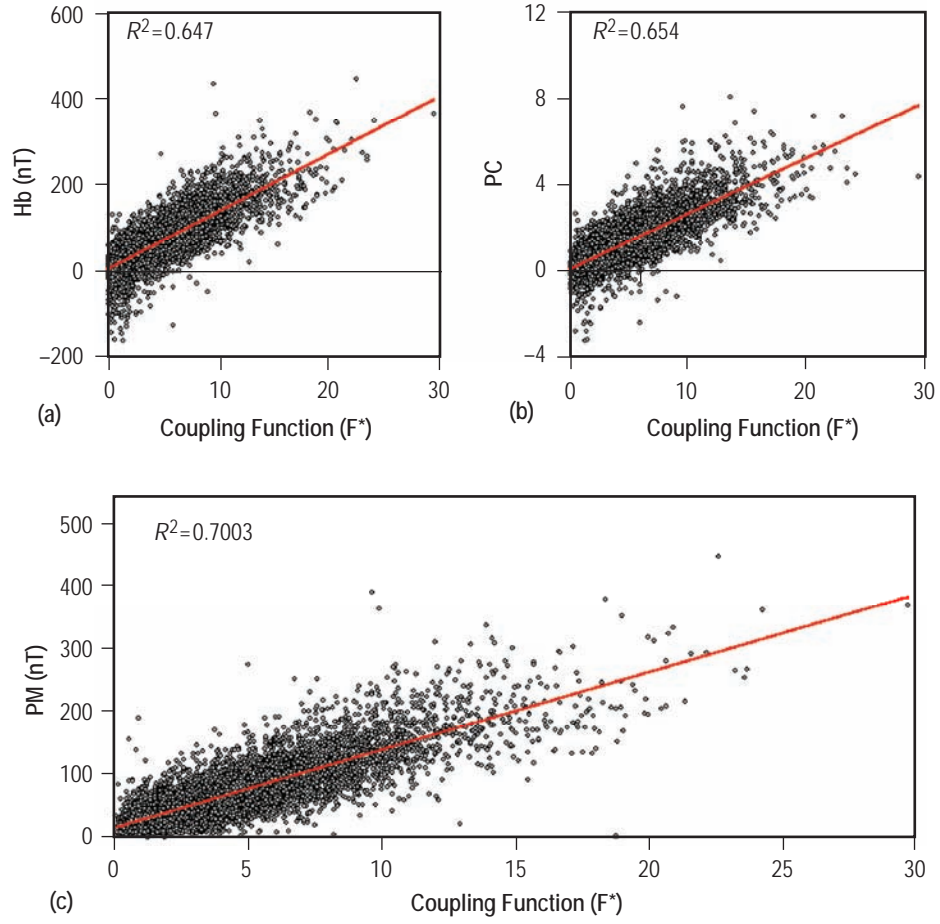 R²=0.647
600
400
200
0
−200
Hb (nT)
0 10 20 30
(a)
Coupling Function (F*)
R²=0.654
12
8
4
0
−4
PC
0 10 20 30
(b)
Coupling Function (F*)
R²=0.7003
500
400
300
200
100
0
PM (nT)
0 5 10 15 20 25 30
(c)
Coupling Function (F*)